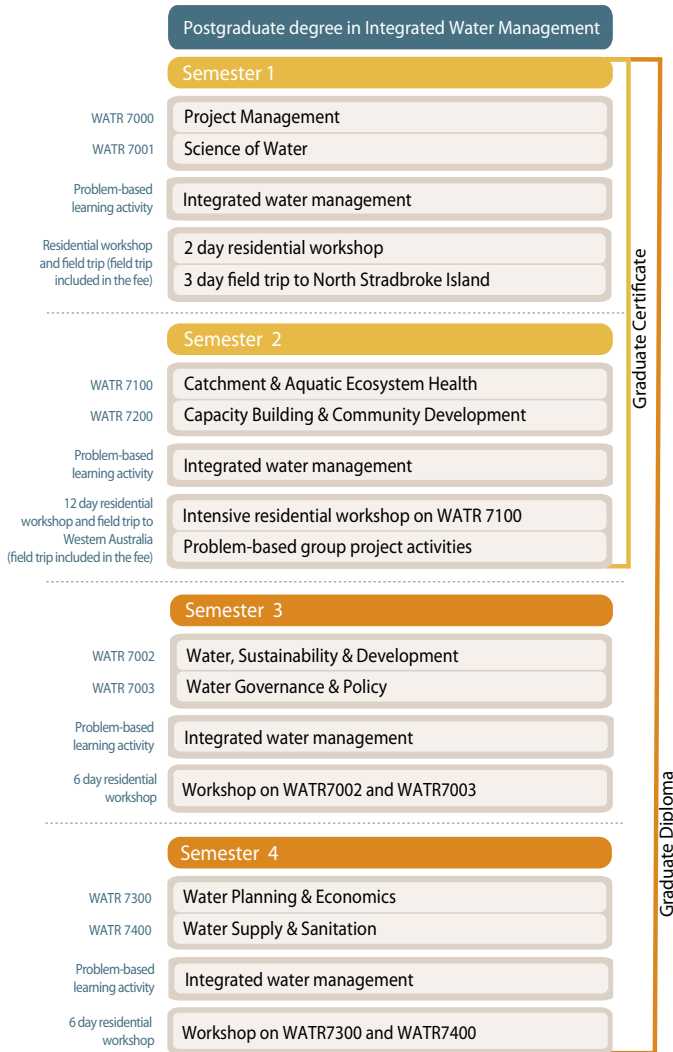 Postgraduate degree in Integrated Water Management
Semester 1
WATR 7000
Project Management
WATR 7001
Science of Water
Problem-based
learning activity
Integrated water management
Residential workshop
and field trip (field trip
included in the fee)
2 day residential workshop
3 day field trip to North Stradbroke Island
Graduate Certificate
Semester 2
WATR 7100
Catchment & Aquatic Ecosystem Health
WATR 7200
Capacity Building & Community Development
Problem-based
learning activity
Integrated water management
12 day residential
workshop and field trip to
Western Australia
(field trip included in the fee)
Intensive residential workshop on WATR 7100
Problem-based group project activities
Semester 3
WATR 7002
Water, Sustainability & Development
WATR 7003
Water Governance & Policy
Problem-based
learning activity
Integrated water management
6 day residential
workshop
Workshop on WATR7002 and WATR7003
Graduate Diploma
Semester 4
WATR 7300
Water Planning & Economics
WATR 7400
Water Supply & Sanitation
Problem-based
learning activity
Integrated water management
6 day residential
workshop
Workshop on WATR7300 and WATR7400